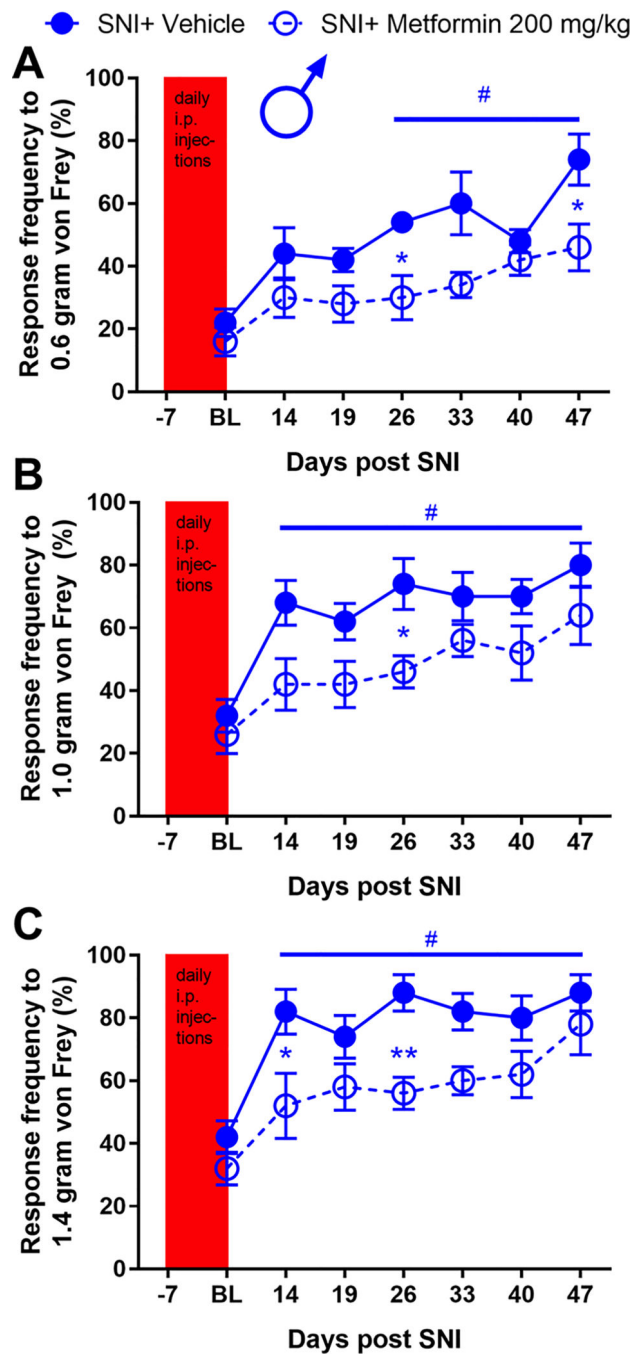 SNI+ Vehicle SNI+ Metformin 200 mg/kg
A
Response frequency to
0.6 gram von Frey (%)
100
80
60
40
20
0
daily
i.p.
injec-
tions
#
*
*
-7 BL 14 19 26 33 40 47
Days post SNI
B
Response frequency to
1.0 gram von Frey (%)
100
80
60
40
20
0
daily
i.p.
injec-
tions
#
*
-7 BL 14 19 26 33 40 47
Days post SNI
C
Response frequency to
1.4 gram von Frey (%)
100
80
60
40
20
0
daily
i.p.
injec-
tions
#
* **
-7 BL 14 19 26 33 40 47
Days post SNI